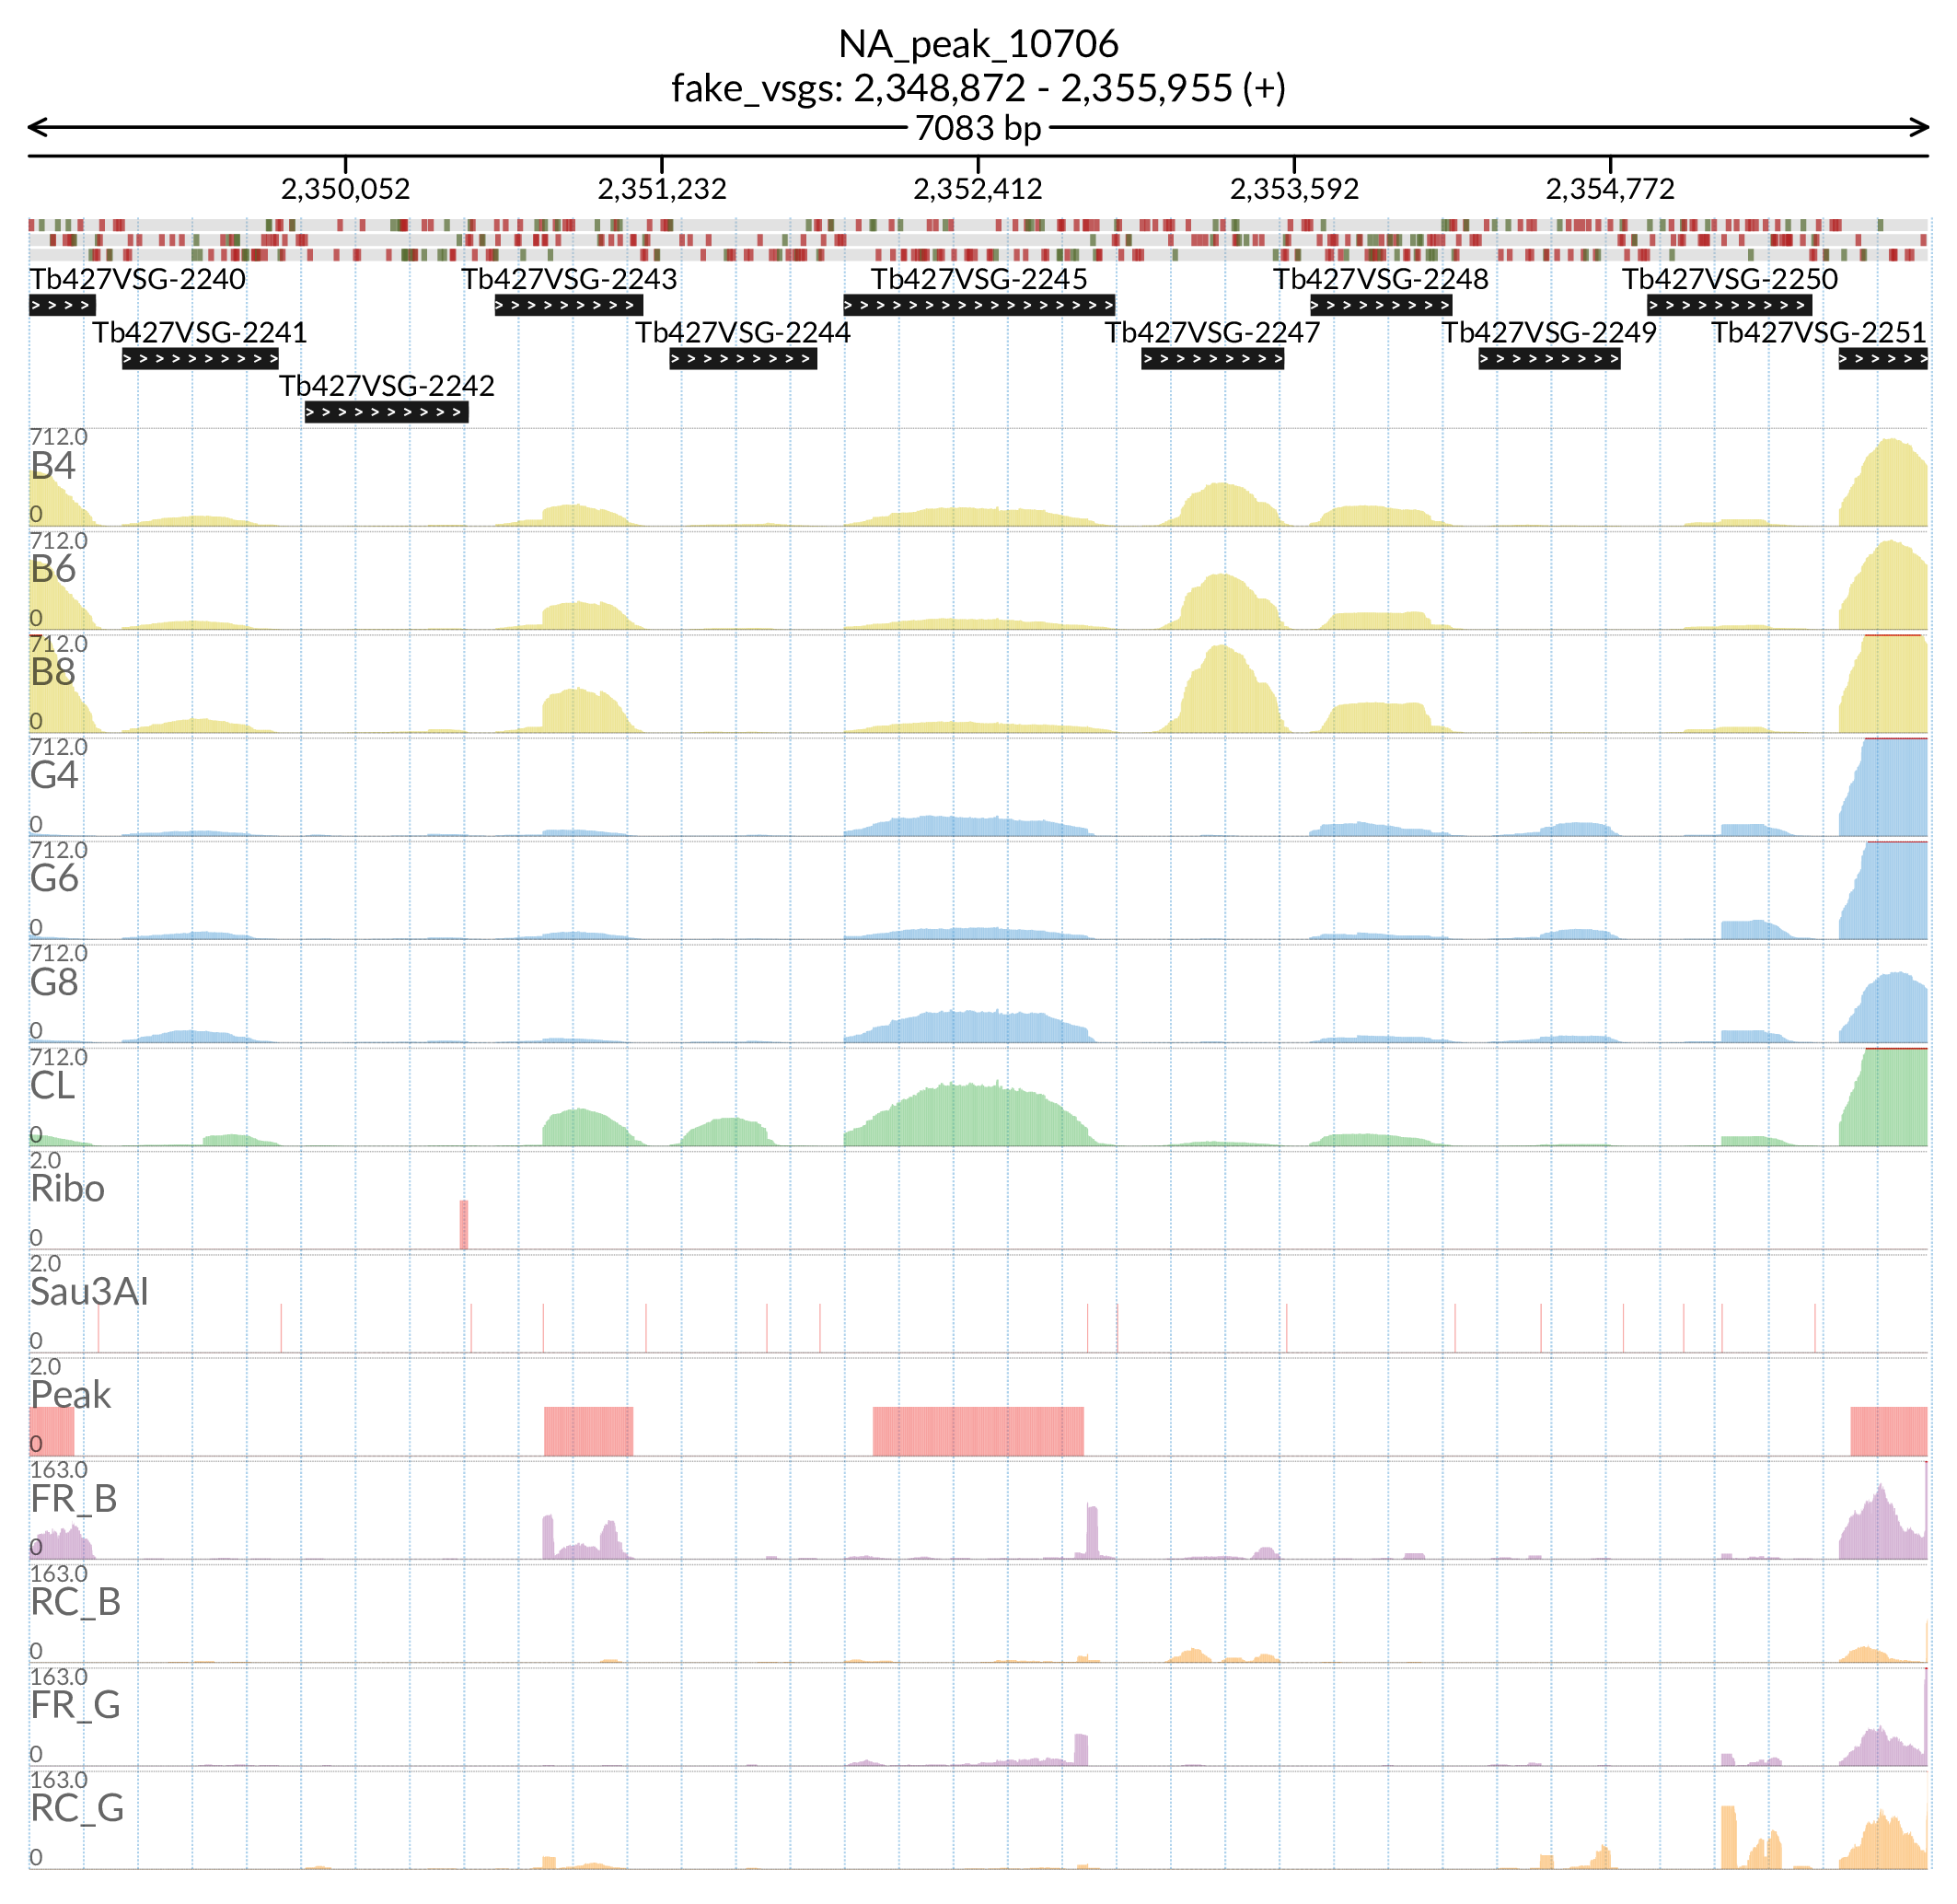 NA_peak_10706
fake_vsgs: 2,348,872 - 2,355,955 (+)
7083 bp
2,350,052 2,351,232 2,352,412 2,353,592 2,354,772
Tb427VSG-2240 Tb427VSG-2243 Tb427VSG-2245 Tb427VSG-2248 Tb427VSG-2250
Tb427VSG-2241 Tb427VSG-2244 Tb427VSG-2247 Tb427VSG-2249 Tb427VSG-2251
Tb427VSG-2242
712.0
B4
0
712.0
B6
0
712.0
B8
0
712.0
G4
0
712.0
G6
0
712.0
G8
0
712.0
CL
0
2.0
Ribo
0
2.0
Sau3AI
0
2.0
Peak
0
163.0
FR_B
0
163.0
RC_B
0
163.0
FR_G
0
163.0
RC_G
0